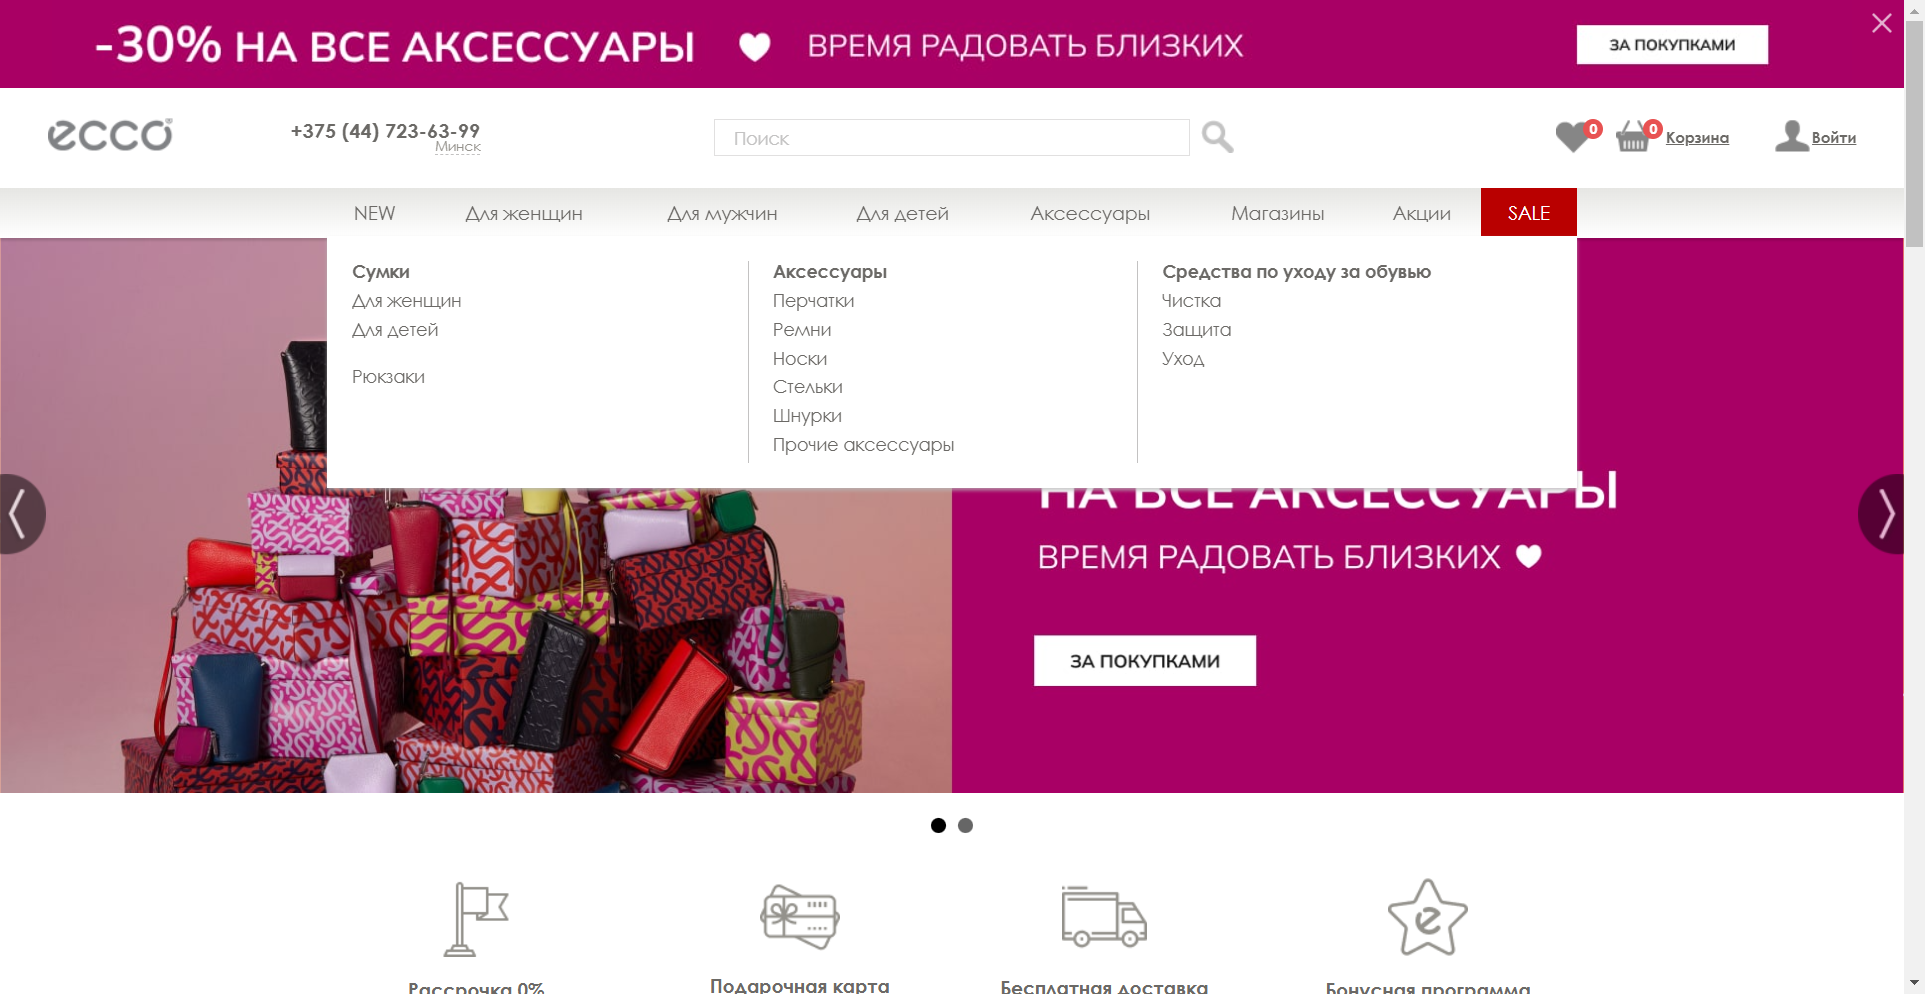 -30% НА ВСЕ АКСЕССУАРЫ ВРЕМЯ РАДОВАТЬ БЛИЗКИХ ЗА ПОКУПКАМИ
ecco
+375 (44) 723-63-99
Минск
Поиск
0
0
Корзина
Войти
NEW Для женщин Для мужчин Для детей Аксессуары Магазины Акции SALE
Сумки
Для женщин
Для детей
Рюкзаки
Аксессуары
Перчатки
Ремни
Носки
Стельки
Шнурки
Прочие аксессуары
Средства по уходу за обувью
Чистка
Защита
Уход
НА ВСЕ АКСЕССУАРЫ
ВРЕМЯ РАДОВАТЬ БЛИЗКИХ
ЗА ПОКУПКАМИ
Рассрочка 0%
Подарочная карта
Бесплатная доставка
Бонусная программа